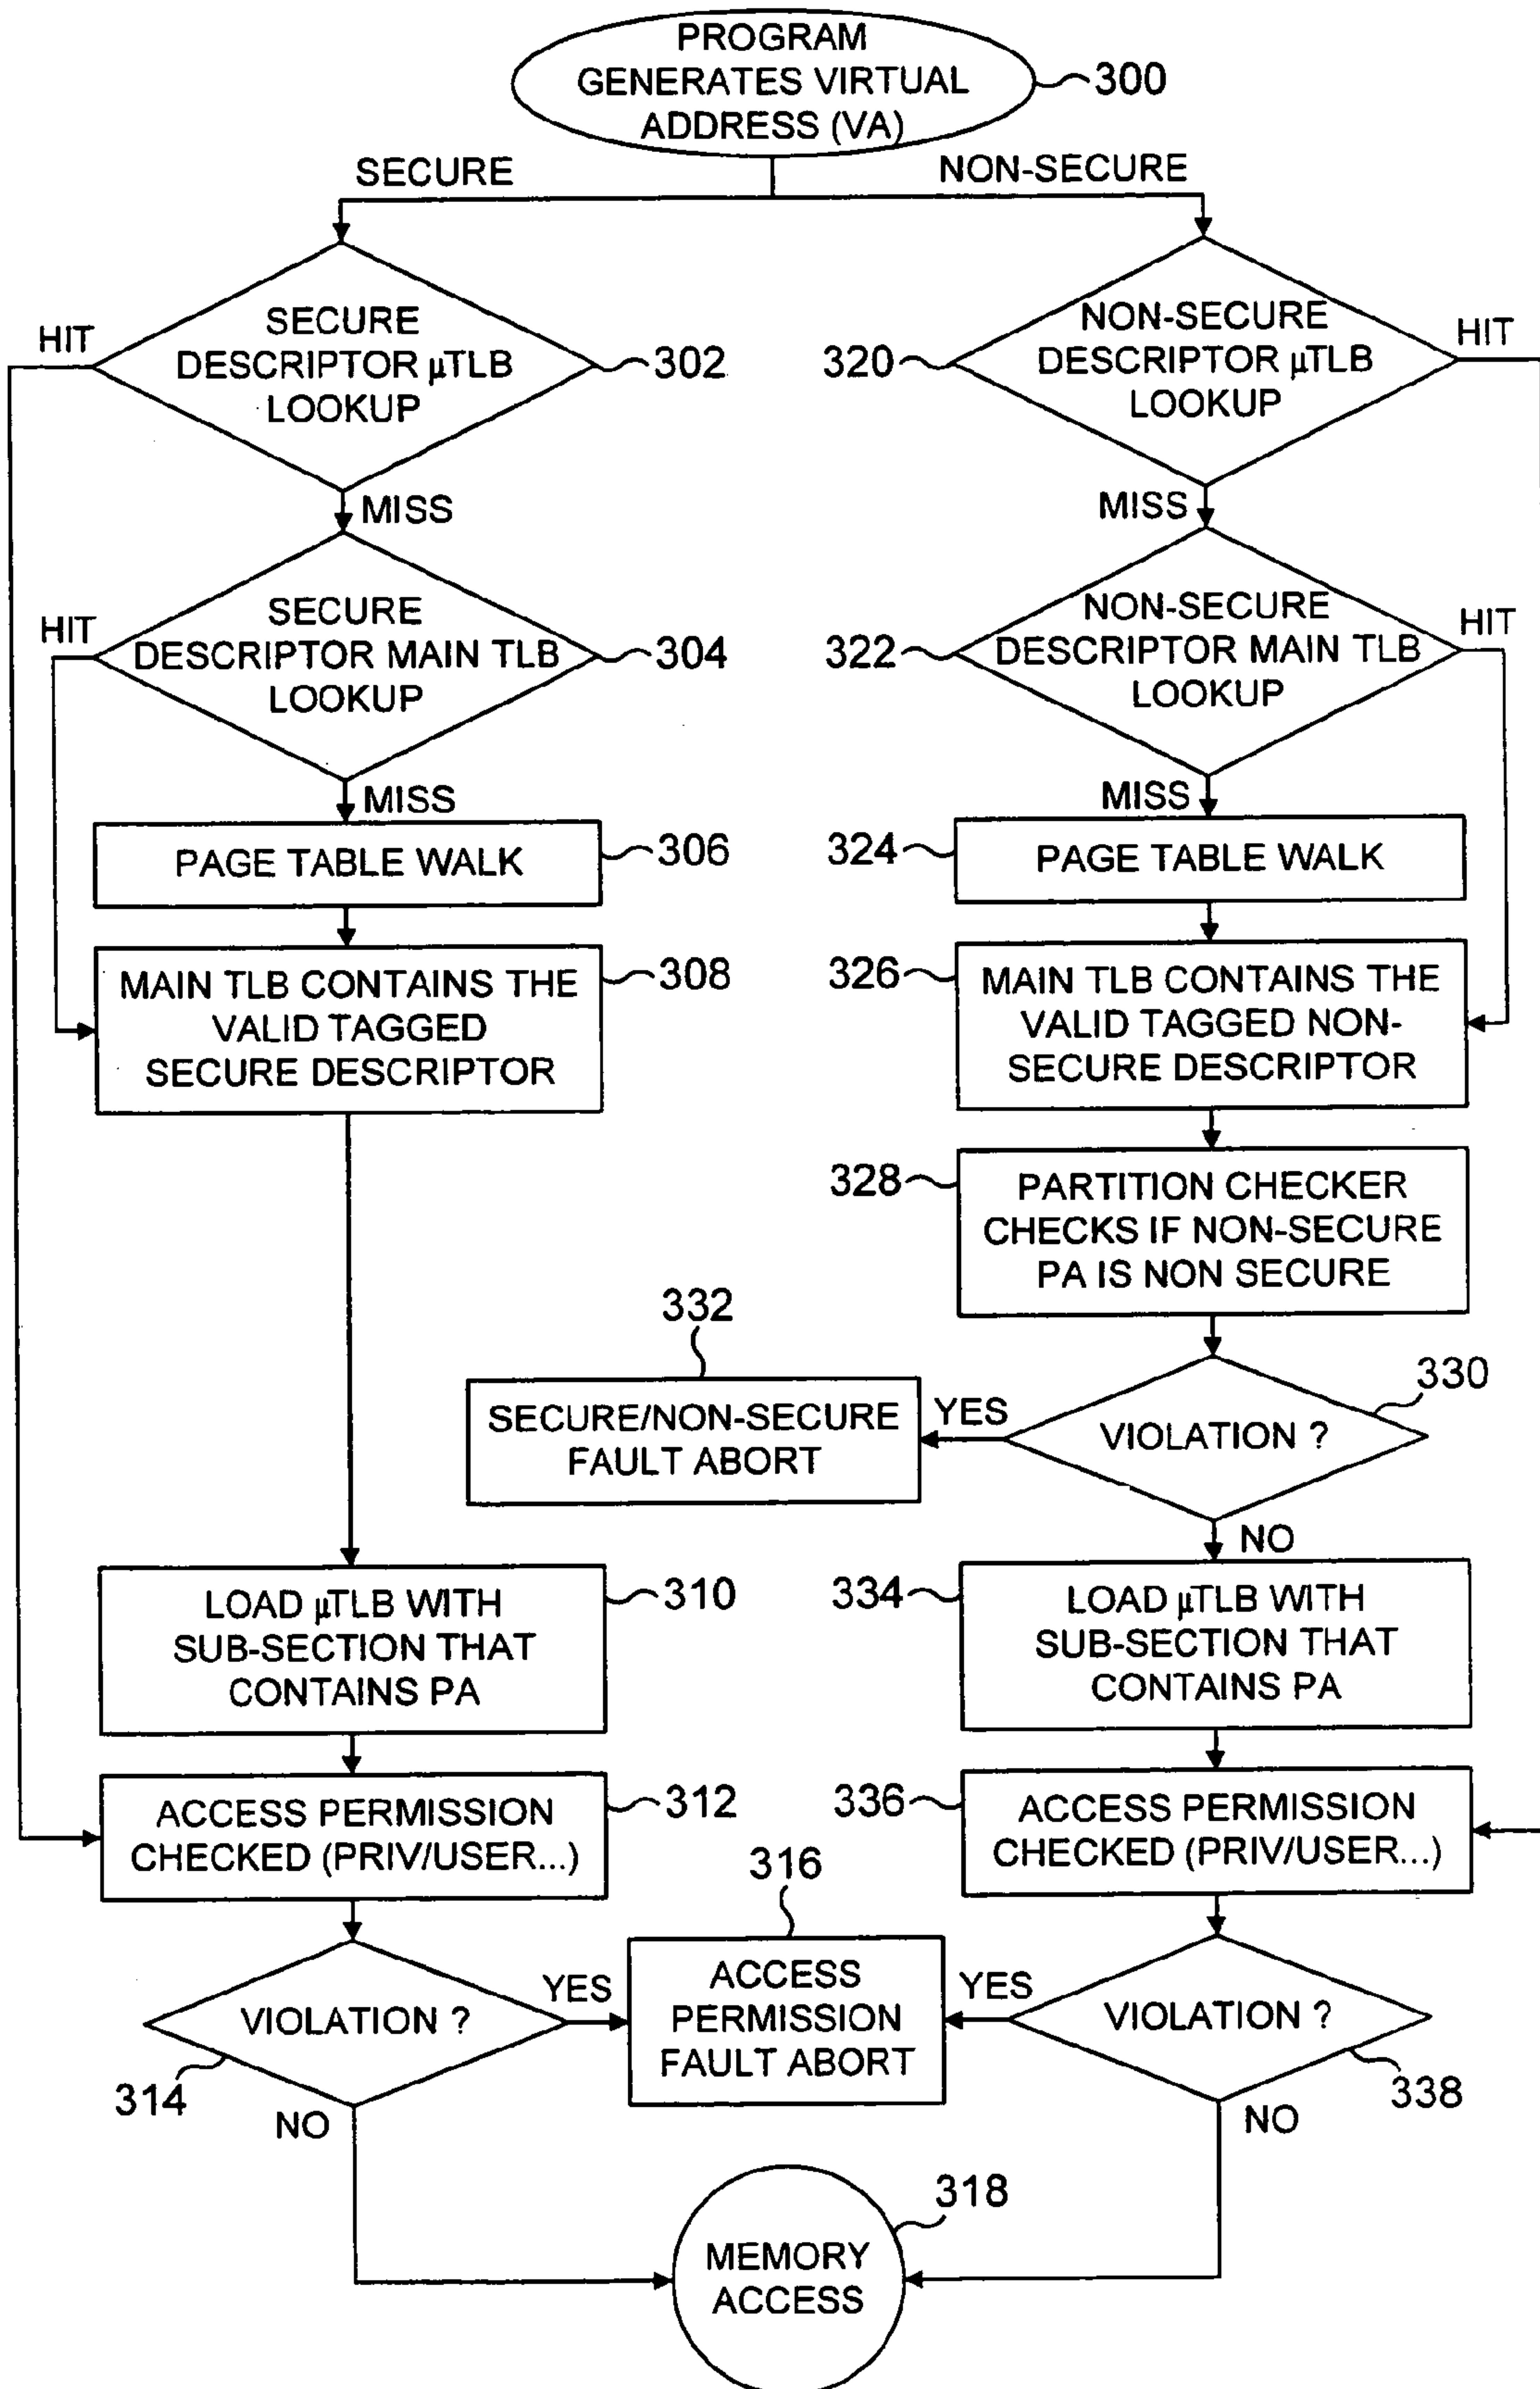 PROGRAM
GENERATES VIRTUAL
ADDRESS (VA)
300
SECURE
NON-SECURE
HIT
SECURE
DESCRIPTOR µTLB
LOOKUP
302
320
NON-SECURE
DESCRIPTOR µTLB
LOOKUP
HIT
MISS
MISS
HIT
SECURE
DESCRIPTOR MAIN TLB
LOOKUP
304
322
NON-SECURE
DESCRIPTOR MAIN TLB
LOOKUP
HIT
MISS
MISS
PAGE TABLE WALK
306
324
PAGE TABLE WALK
MAIN TLB CONTAINS THE
VALID TAGGED
SECURE DESCRIPTOR
308
326
MAIN TLB CONTAINS THE
VALID TAGGED NON-
SECURE DESCRIPTOR
328
PARTITION CHECKER
CHECKS IF NON-SECURE
PA IS NON SECURE
332
SECURE/NON-SECURE
FAULT ABORT
YES
VIOLATION ?
330
NO
LOAD µTLB WITH
SUB-SECTION THAT
CONTAINS PA
310
334
LOAD µTLB WITH
SUB-SECTION THAT
CONTAINS PA
ACCESS PERMISSION
CHECKED (PRIV/USER...)
312
336
ACCESS PERMISSION
CHECKED (PRIV/USER...)
316
VIOLATION ?
314
YES
ACCESS
PERMISSION
FAULT ABORT
YES
VIOLATION ?
338
NO
NO
318
MEMORY
ACCESS